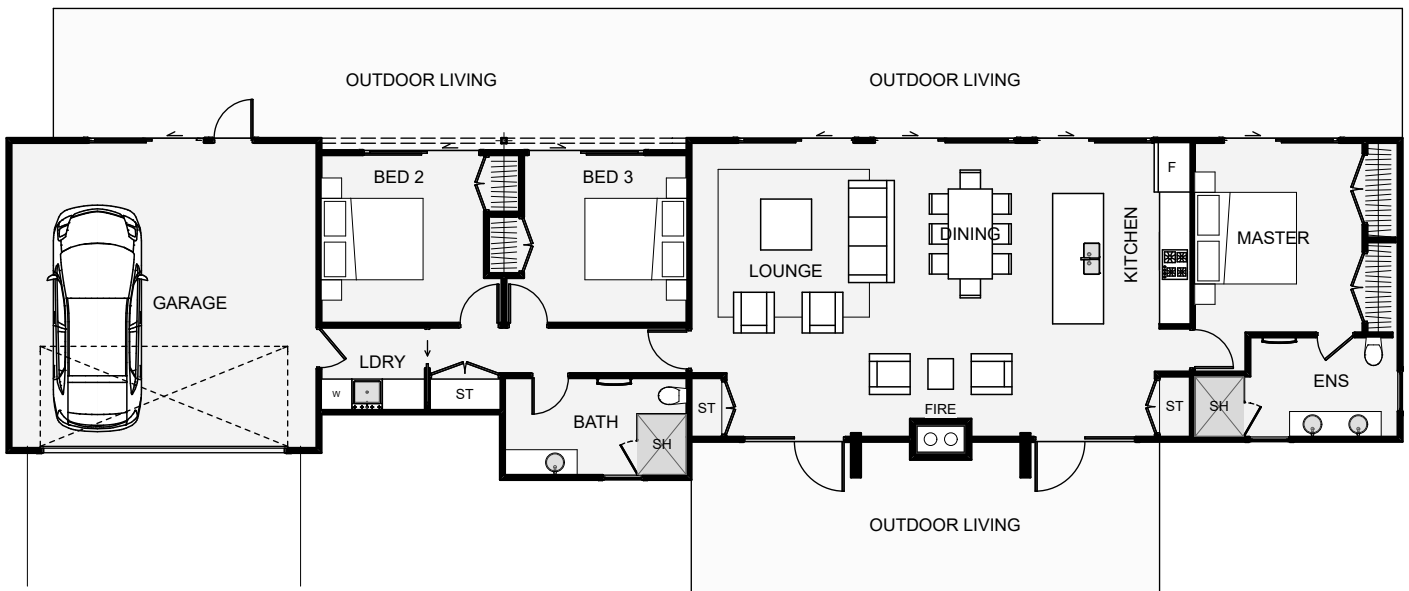 OUTDOOR LIVING
OUTDOOR LIVING
BED 2
BED 3
F
DINING
KITCHEN
MASTER
LOUNGE
GARAGE
LDRY
W
ST
BATH
SH
ST
FIRE
ST
SH
ENS
OUTDOOR LIVING